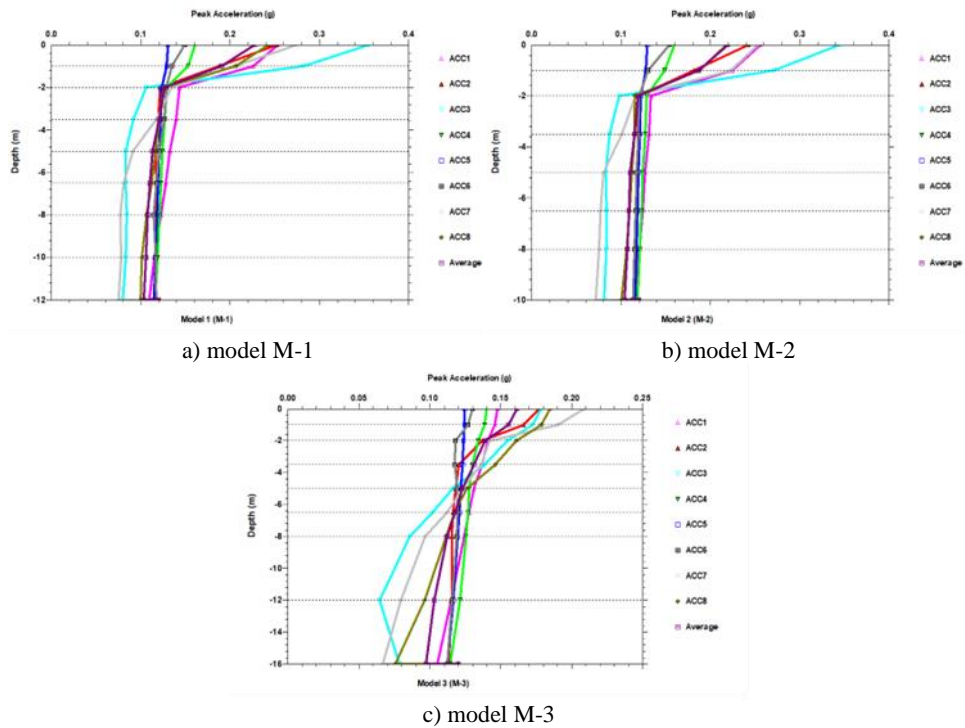 Peak Acceleration (g)
0 0.1 0.2 0.3 0.4
0
-2
-4
-6
-8
-10
-12
Depth (m)
ACC1
ACC2
ACC3
ACC4
ACC5
ACC6
ACC7
ACC8
Average
Model 1 (M-1)
a) model M-1
Peak Acceleration (g)
0 0.1 0.2 0.3 0.4
0
-2
-4
-6
-8
-10
Depth (m)
ACC1
ACC2
ACC3
ACC4
ACC5
ACC6
ACC7
ACC8
Average
Model 2 (M-2)
b) model M-2
Peak Acceleration (g)
0.00 0.05 0.10 0.15 0.20 0.25
0
-2
-4
-6
-8
-10
-12
-14
-16
Depth (m)
ACC1
ACC2
ACC3
ACC4
ACC5
ACC6
ACC7
ACC8
Average
Model 3 (M-3)
c) model M-3